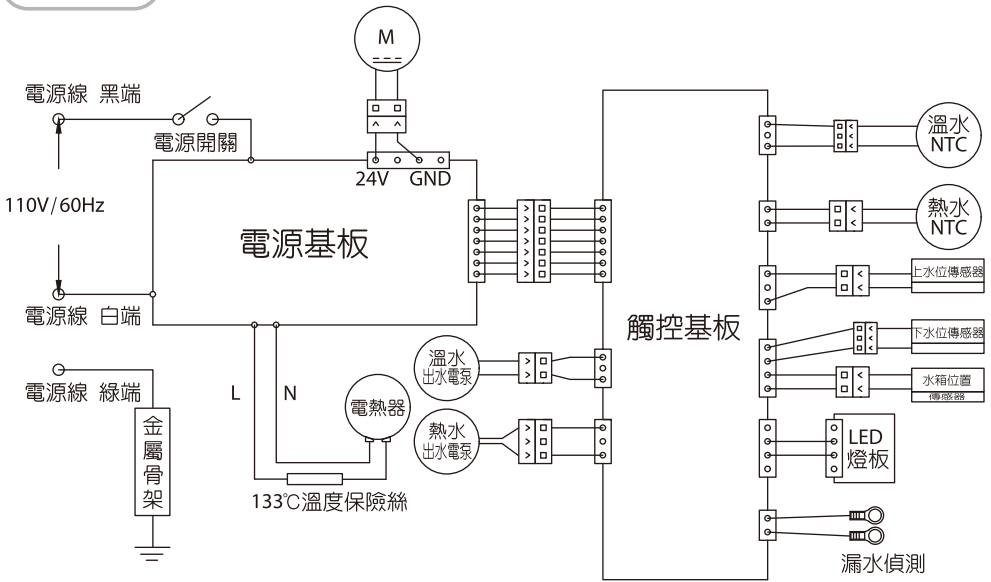 M
電源線 黑端
電源開關
24V GND
110V/60Hz
電源基板
電源線 白端
電源線 綠端
金屬骨架
L N
電熱器
133℃溫度保險絲
溫水
出水電泵
熱水
出水電泵
觸控基板
溫水
NTC
熱水
NTC
上水位傳感器
下水位傳感器
水箱位置
傳感器
LED
燈板
漏水偵測